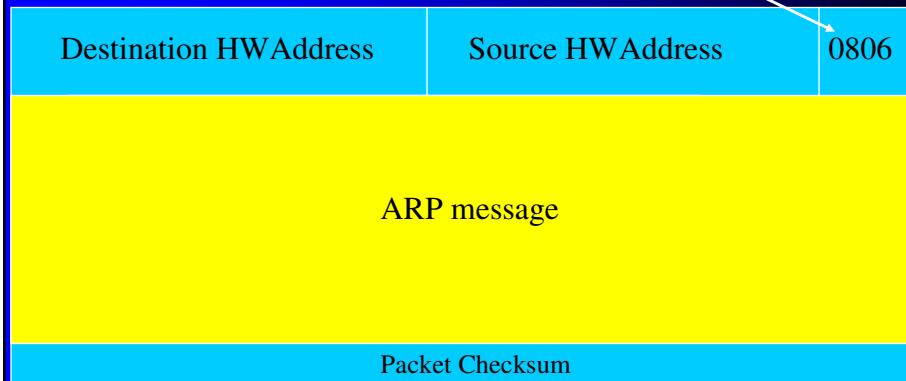 Destination HWAddress Source HWAddress 0806
ARP message
Packet Checksum